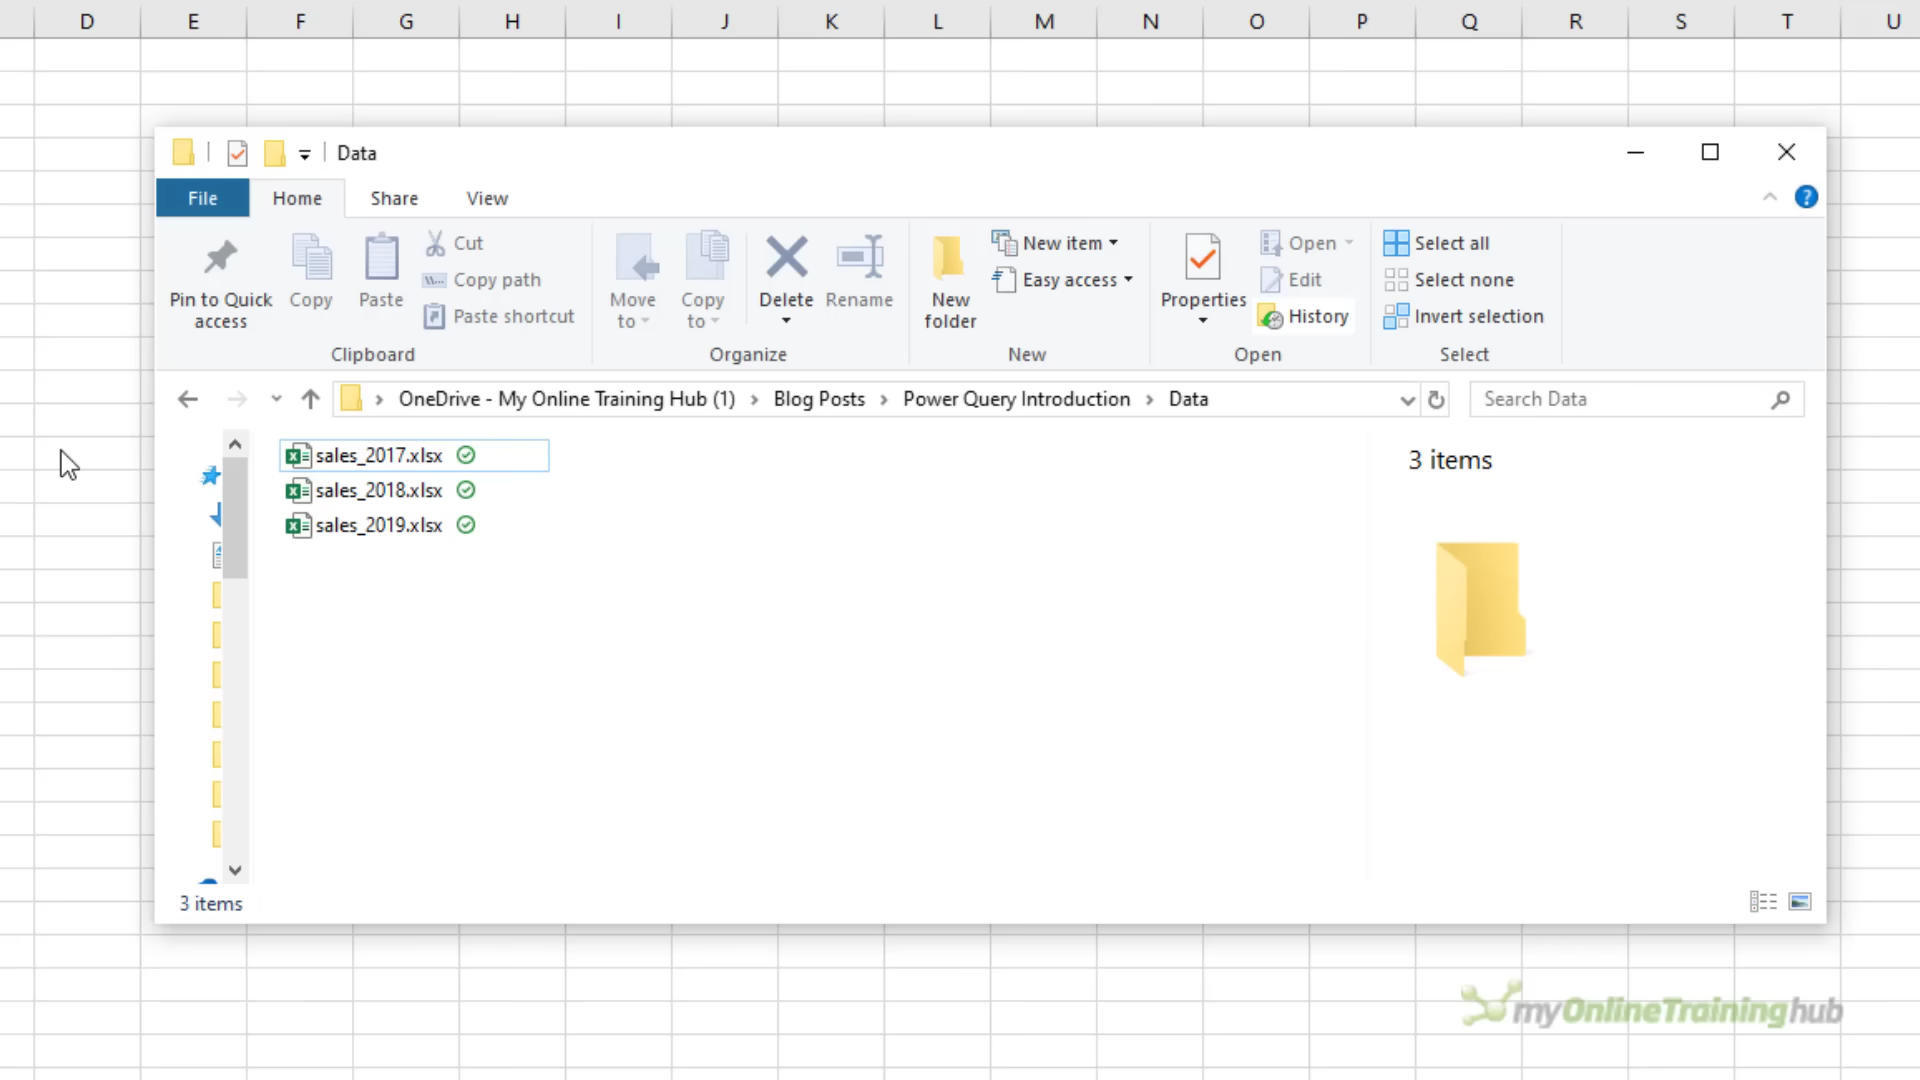 D E F G H I J K L M N O P Q R S T U
Data
File Home Share View
Pin to Quick access
Copy
Paste
Cut
Copy path
Paste shortcut
Clipboard
Move to
Copy to
Delete
Rename
Organize
New folder
New item
Easy access
New
Properties
Open
Edit
History
Open
Select all
Select none
Invert selection
Select
OneDrive - My Online Training Hub (1) > Blog Posts > Power Query Introduction > Data
Search Data
sales_2017.xlsx
sales_2018.xlsx
sales_2019.xlsx
3 items
3 items
myOnlineTraininghub